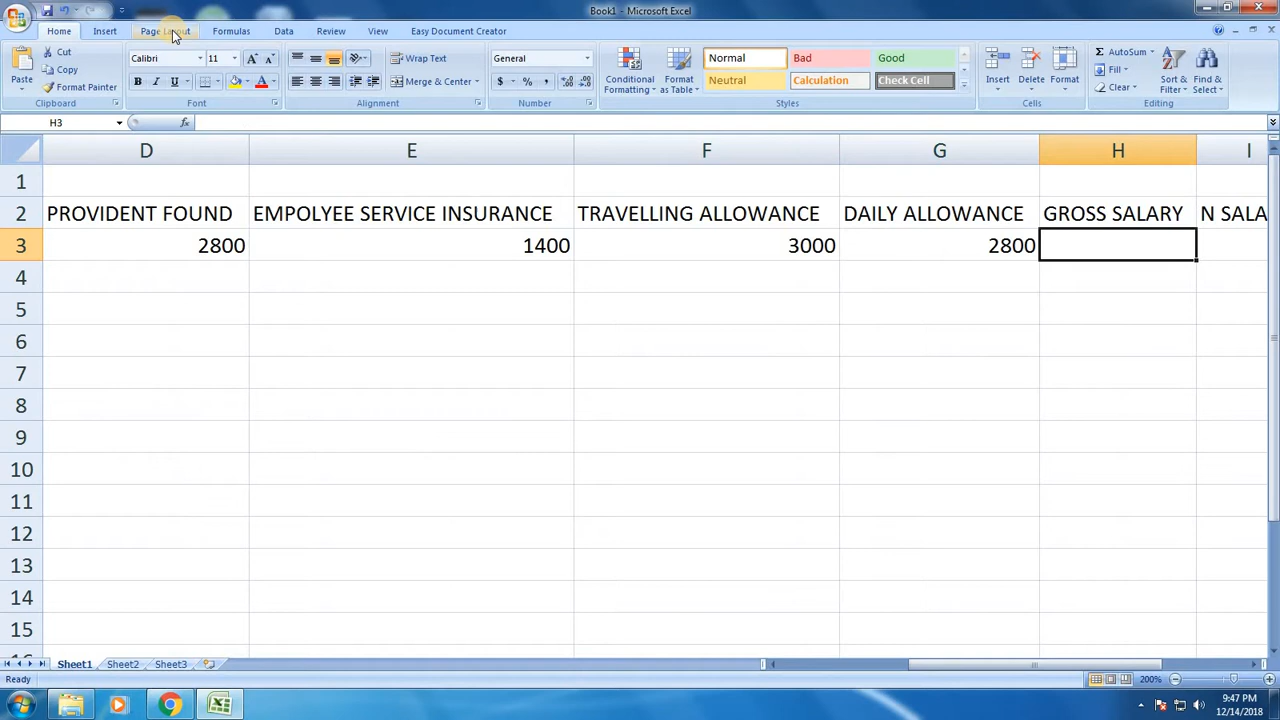 Book1 - Microsoft Excel
Home Insert Page Layout Formulas Data Review View Easy Document Creator
Paste Cut Copy Format Painter Clipboard
Calibri 11 B I U A Font
Wrap Text Merge & Center Alignment
General $ % , Number
Conditional Formatting Format as Table Normal Bad Good Neutral Calculation Check Cell Styles
Insert Delete Format Cells
Σ AutoSum Fill Clear Sort & Filter Find & Select Editing
H3 fx
D E F G H I
1
2 PROVIDENT FOUND EMPOLYEE SERVICE INSURANCE TRAVELLING ALLOWANCE DAILY ALLOWANCE GROSS SALARY N SALA
3 2800 1400 3000 2800
4
5
6
7
8
9
10
11
12
13
14
15
Sheet1 Sheet2 Sheet3
Ready 200%
9:47 PM
12/14/2018